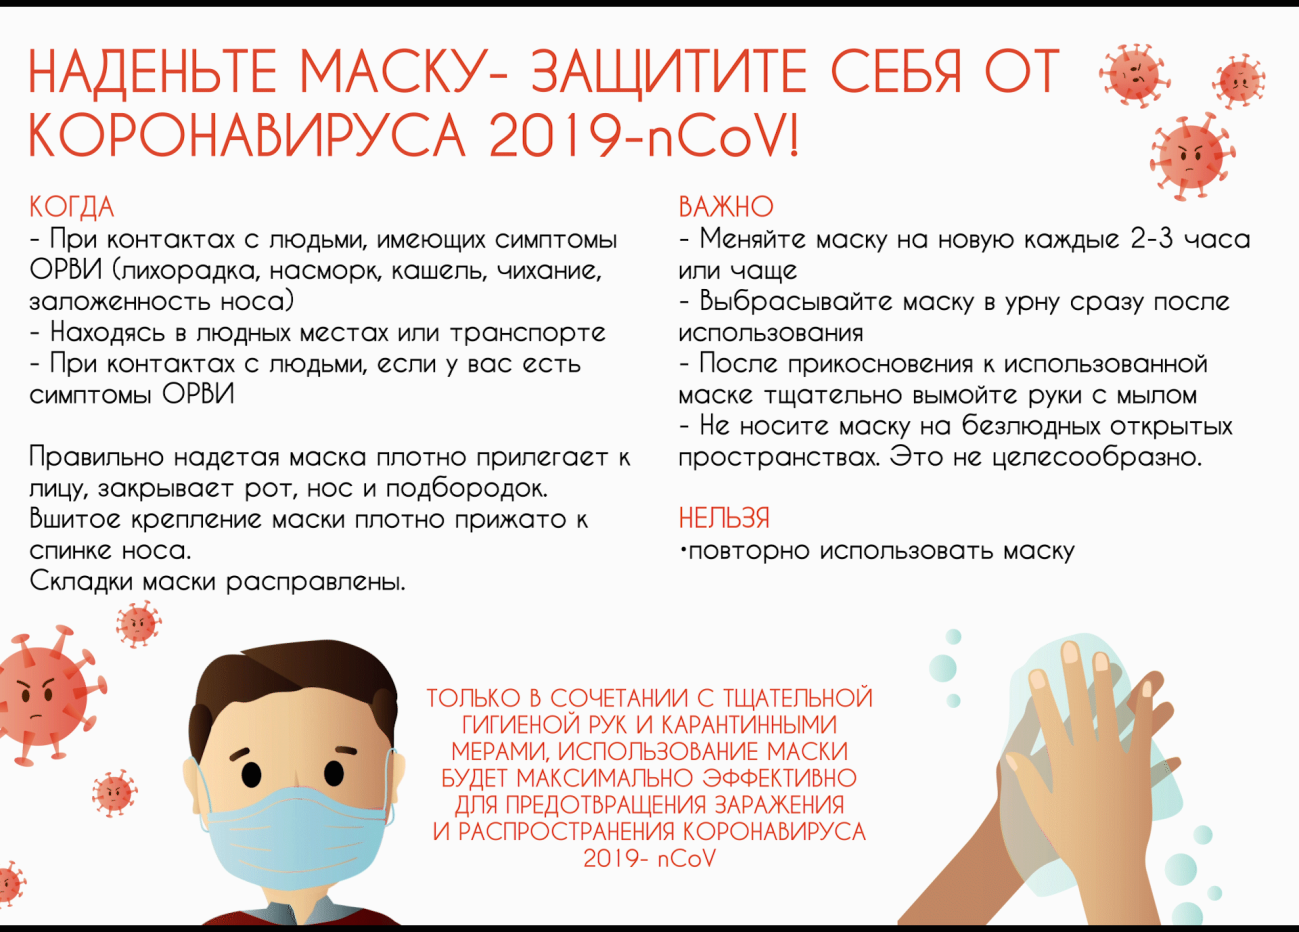 НАДЕНЬТЕ МАСКУ- ЗАЩИТИТЕ СЕБЯ ОТ
КОРОНАВИРУСА 2019-nCoV!
КОГДА
- При контактах с людьми, имеющих симптомы
ОРВИ (лихорадка, насморк, кашель, чихание,
заложенность носа)
- Находясь в людных местах или транспорте
- При контактах с людьми, если у вас есть
симптомы ОРВИ
Правильно надетая маска плотно прилегает к
лицу, закрывает рот, нос и подбородок.
Вшитое крепление маски плотно прижато к
спинке носа.
Складки маски расправлены.
ВАЖНО
- Меняйте маску на новую каждые 2-3 часа
или чаще
- Выбрасывайте маску в урну сразу после
использования
- После прикосновения к использованной
маске тщательно вымойте руки с мылом
- Не носите маску на безлюдных открытых
пространствах. Это не целесообразно.
НЕЛЬЗЯ
•повторно использовать маску
ТОЛЬКО В СОЧЕТАНИИ С ТЩАТЕЛЬНОЙ
ГИГИЕНОЙ РУК И КАРАНТИННЫМИ
МЕРАМИ, ИСПОЛЬЗОВАНИЕ МАСКИ
БУДЕТ МАКСИМАЛЬНО ЭФФЕКТИВНО
ДЛЯ ПРЕДОТВРАЩЕНИЯ ЗАРАЖЕНИЯ
И РАСПРОСТРАНЕНИЯ КОРОНАВИРУСА
2019- nCoV